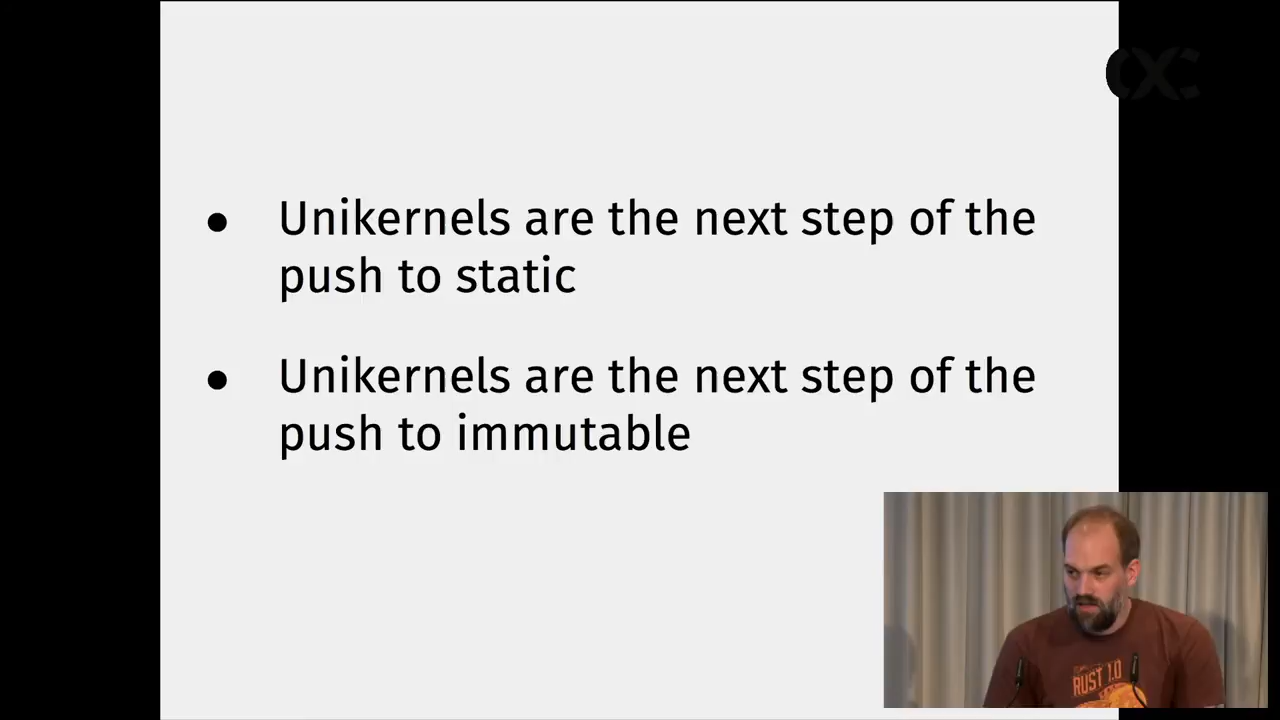 ● Unikernels are the next step of the
push to static
● Unikernels are the next step of the
push to immutable
RUST 1.0